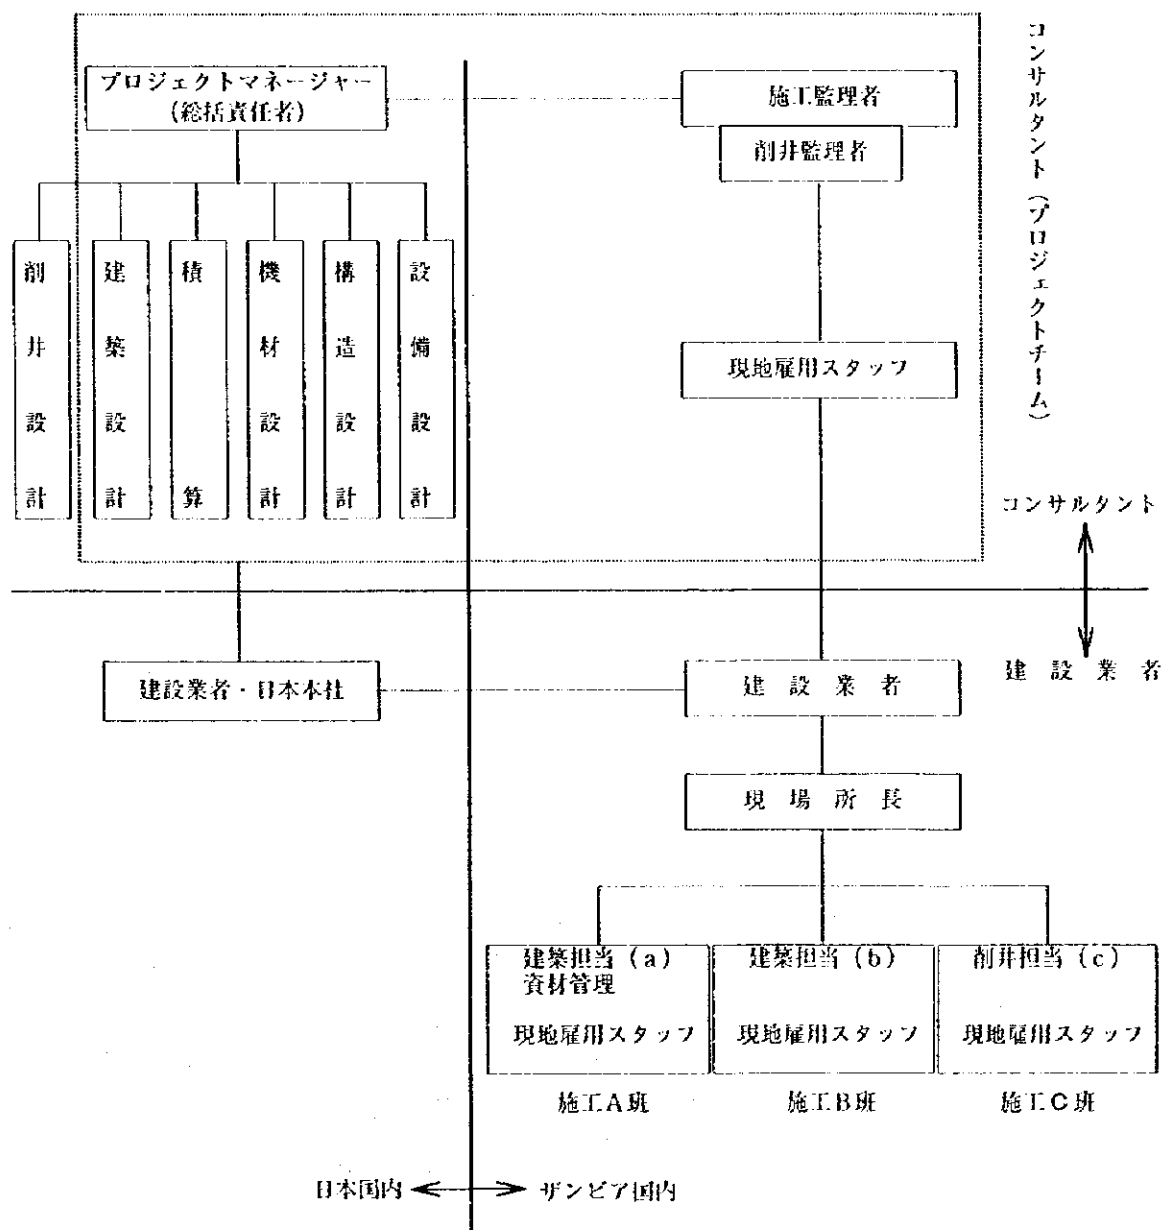 プロジェクトマネージャー
(総括責任者)
施工監理者
削井監理者
コンサルタント(プロジェクトチーム)
削井設計
建築設計
積算
機材設計
構造設計
設備設計
現地雇用スタッフ
コンサルタント
建設業者
建設業者・日本本社
建設業者
現場所長
建築担当(a)
資材管理
現地雇用スタッフ
建築担当(b)
現地雇用スタッフ
削井担当(c)
現地雇用スタッフ
施工A班
施工B班
施工C班
日本国内
ザンビア国内